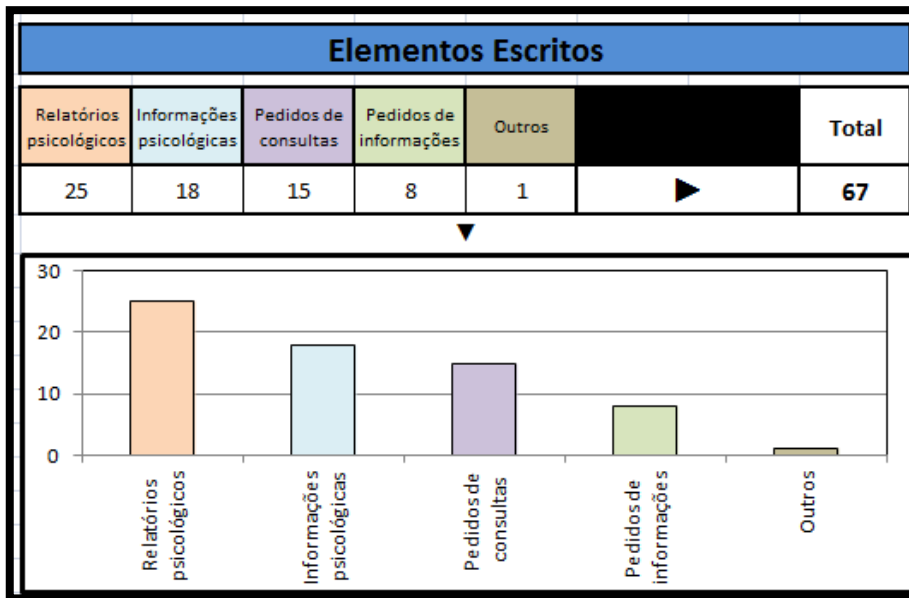 Elementos Escritos
Relatórios psicológicos
Informações psicológicas
Pedidos de consultas
Pedidos de informações
Outros
Total
25 18 15 8 1 67
30
20
10
0
Relatórios
psicológicos
Informações
psicológicas
Pedidos de
consultas
Pedidos de
informações
Outros